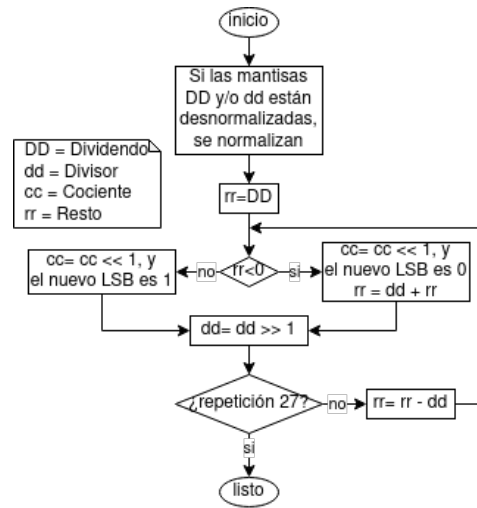 inicio
Si las mantisas
DD y/o dd están
desnormalizadas,
se normalizan
DD = Dividendo
dd = Divisor
cc = Cociente
rr = Resto
rr=DD
cc= cc << 1, y
el nuevo LSB es 1
no
rr<0
si
cc= cc << 1, y
el nuevo LSB es 0
rr = dd + rr
dd= dd >> 1
¿repetición 27?
no
rr= rr - dd
si
listo